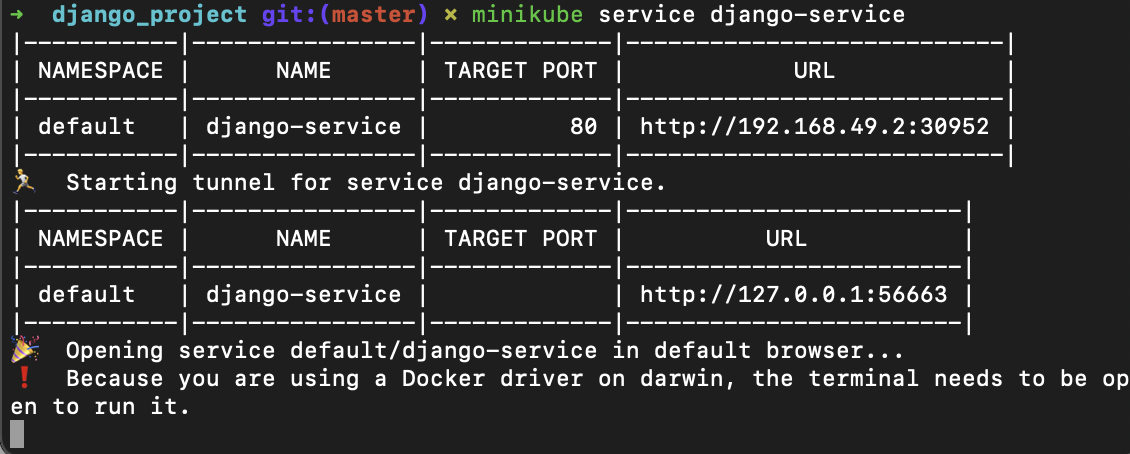 ➜  django_project git:(master) ✗ minikube service django-service
|-----------|----------------|-------------|---------------------------|
| NAMESPACE |      NAME      | TARGET PORT |            URL            |
|-----------|----------------|-------------|---------------------------|
| default   | django-service |          80 | http://192.168.49.2:30952 |
|-----------|----------------|-------------|---------------------------|
🏃  Starting tunnel for service django-service.
|-----------|----------------|-------------|------------------------|
| NAMESPACE |      NAME      | TARGET PORT |          URL           |
|-----------|----------------|-------------|------------------------|
| default   | django-service |             | http://127.0.0.1:56663 |
|-----------|----------------|-------------|------------------------|
🎉  Opening service default/django-service in default browser...
❗  Because you are using a Docker driver on darwin, the terminal needs to be op
en to run it.